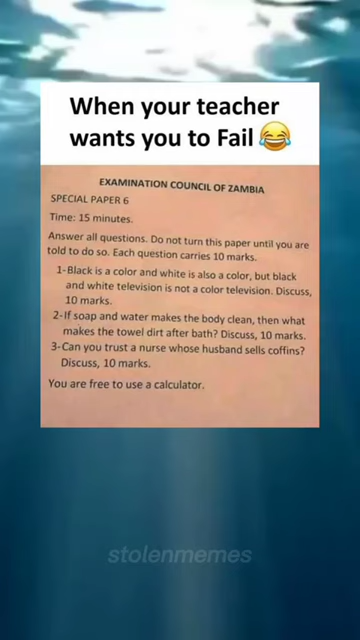 When your teacher
wants you to Fail 😂
EXAMINATION COUNCIL OF ZAMBIA
SPECIAL PAPER 6
Time: 15 minutes.
Answer all questions. Do not turn this paper until you are
told to do so. Each question carries 10 marks.
1-Black is a color and white is also a color, but black
and white television is not a color television. Discuss,
10 marks.
2-If soap and water makes the body clean, then what
makes the towel dirt after bath? Discuss, 10 marks.
3-Can you trust a nurse whose husband sells coffins?
Discuss, 10 marks.
You are free to use a calculator.
stolenmemes